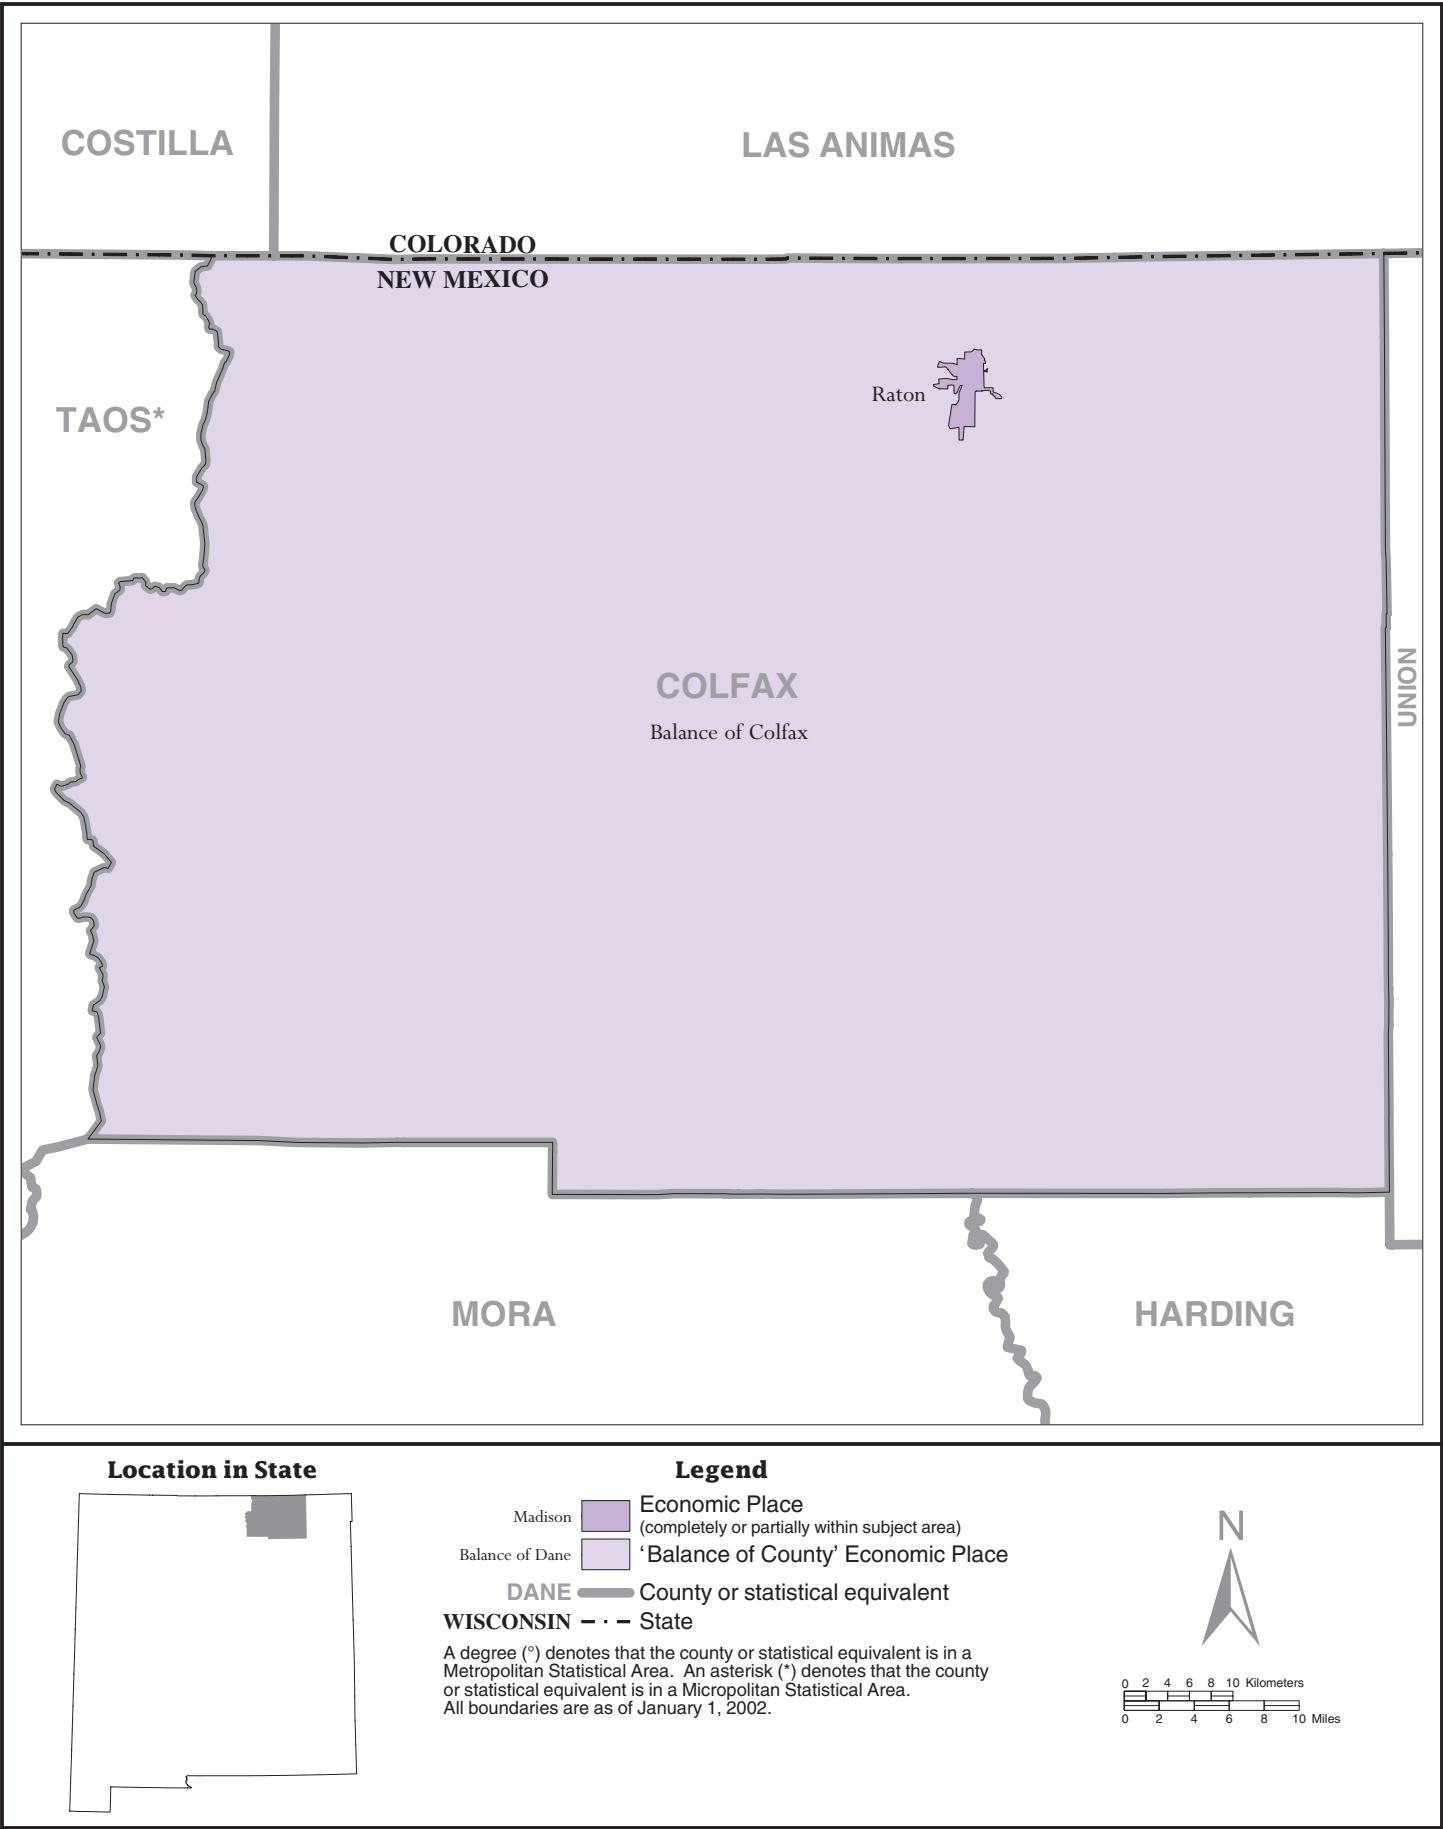 COSTILLA
LAS ANIMAS
COLORADO
NEW MEXICO
Raton
TAOS*
COLFAX
Balance of Colfax
UNION
MORA
HARDING
Location in State
Legend
Madison
Economic Place
(completely or partially within subject area)
Balance of Dane
‘Balance of County’ Economic Place
DANE
County or statistical equivalent
WISCONSIN
State
A degree (°) denotes that the county or statistical equivalent is in a
Metropolitan Statistical Area.  An asterisk (*) denotes that the county
or statistical equivalent is in a Micropolitan Statistical Area.
All boundaries are as of January 1, 2002.
N
0 2 4 6 8 10 Kilometers
0 2 4 6 8 10 Miles